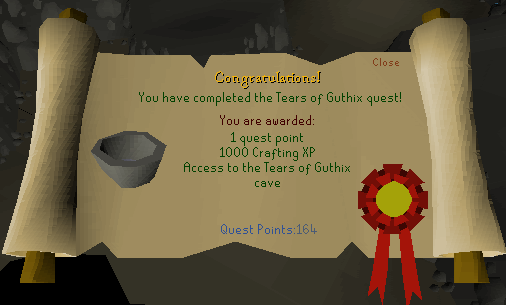 Close
Congratulations!
You have completed the Tears of Guthix quest!
You are awarded:
1 quest point
1000 Crafting XP
Access to the Tears of Guthix
cave
Quest Points:164